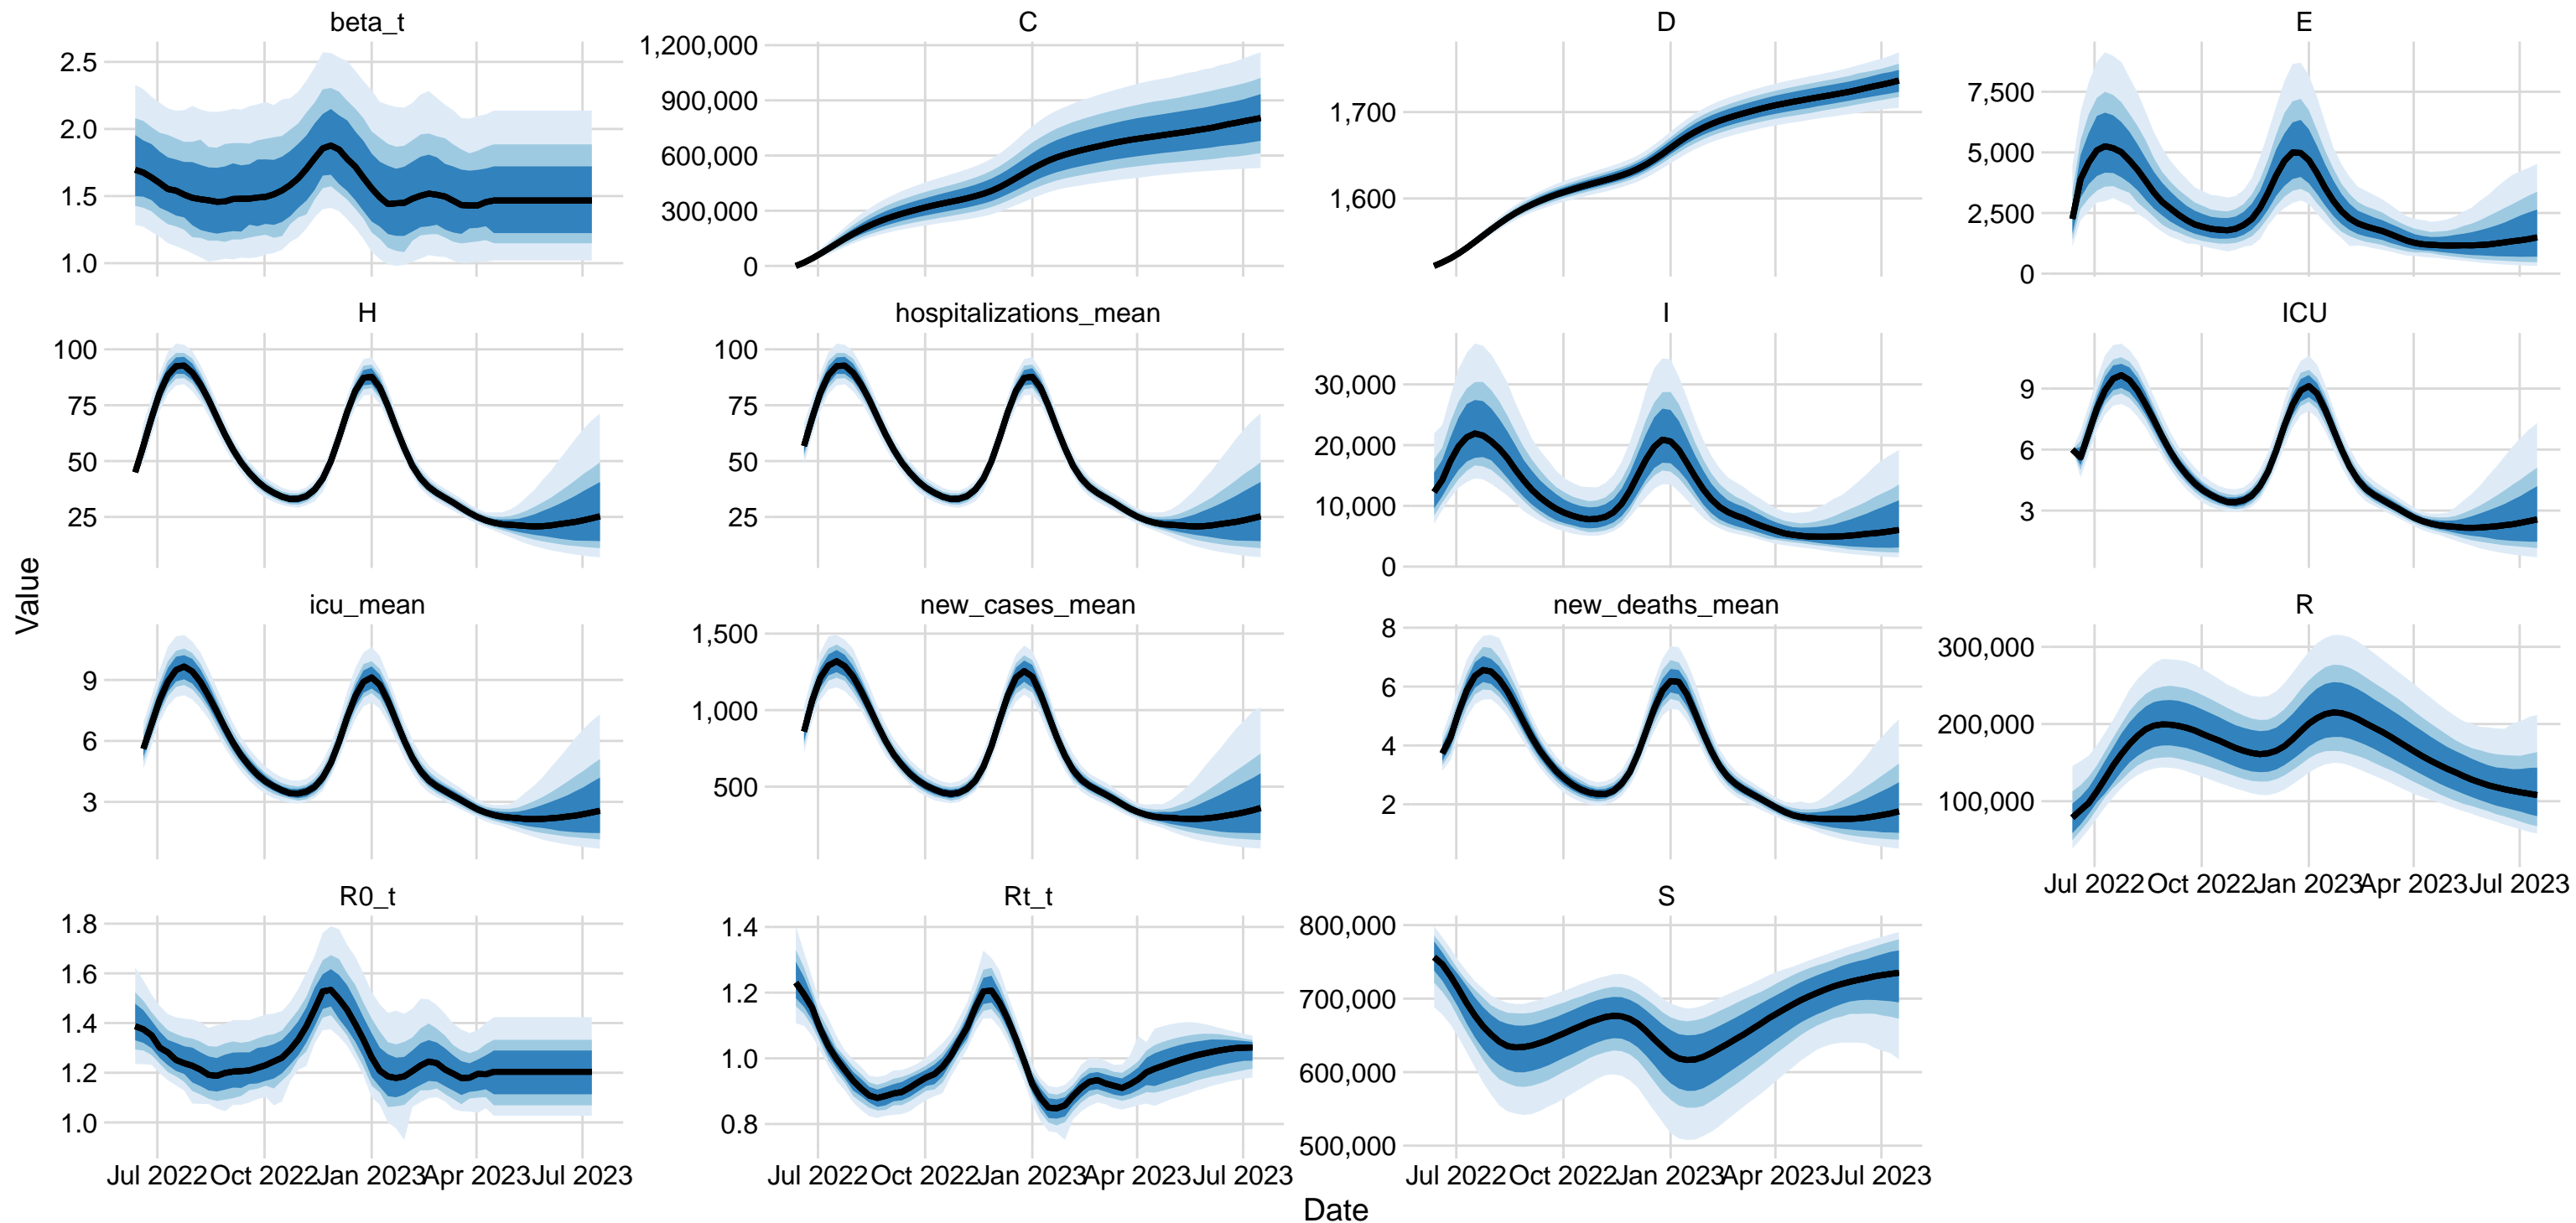 beta_t
C
D
E
2.5
2.0
1.5
1.0
1,200,000
900,000
600,000
300,000
0
1,700
1,600
7,500
5,000
2,500
0
H
hospitalizations_mean
I
ICU
100
75
50
25
100
75
50
25
30,000
20,000
10,000
0
9
6
3
Value
icu_mean
new_cases_mean
new_deaths_mean
R
9
6
3
1,500
1,000
500
8
6
4
2
300,000
200,000
100,000
Jul 2022 Oct 2022 Jan 2023 Apr 2023 Jul 2023
R0_t
Rt_t
S
1.8
1.6
1.4
1.2
1.0
1.4
1.2
1.0
0.8
800,000
700,000
600,000
500,000
Jul 2022 Oct 2022 Jan 2023 Apr 2023 Jul 2023
Jul 2022 Oct 2022 Jan 2023 Apr 2023 Jul 2023
Jul 2022 Oct 2022 Jan 2023 Apr 2023 Jul 2023
Date